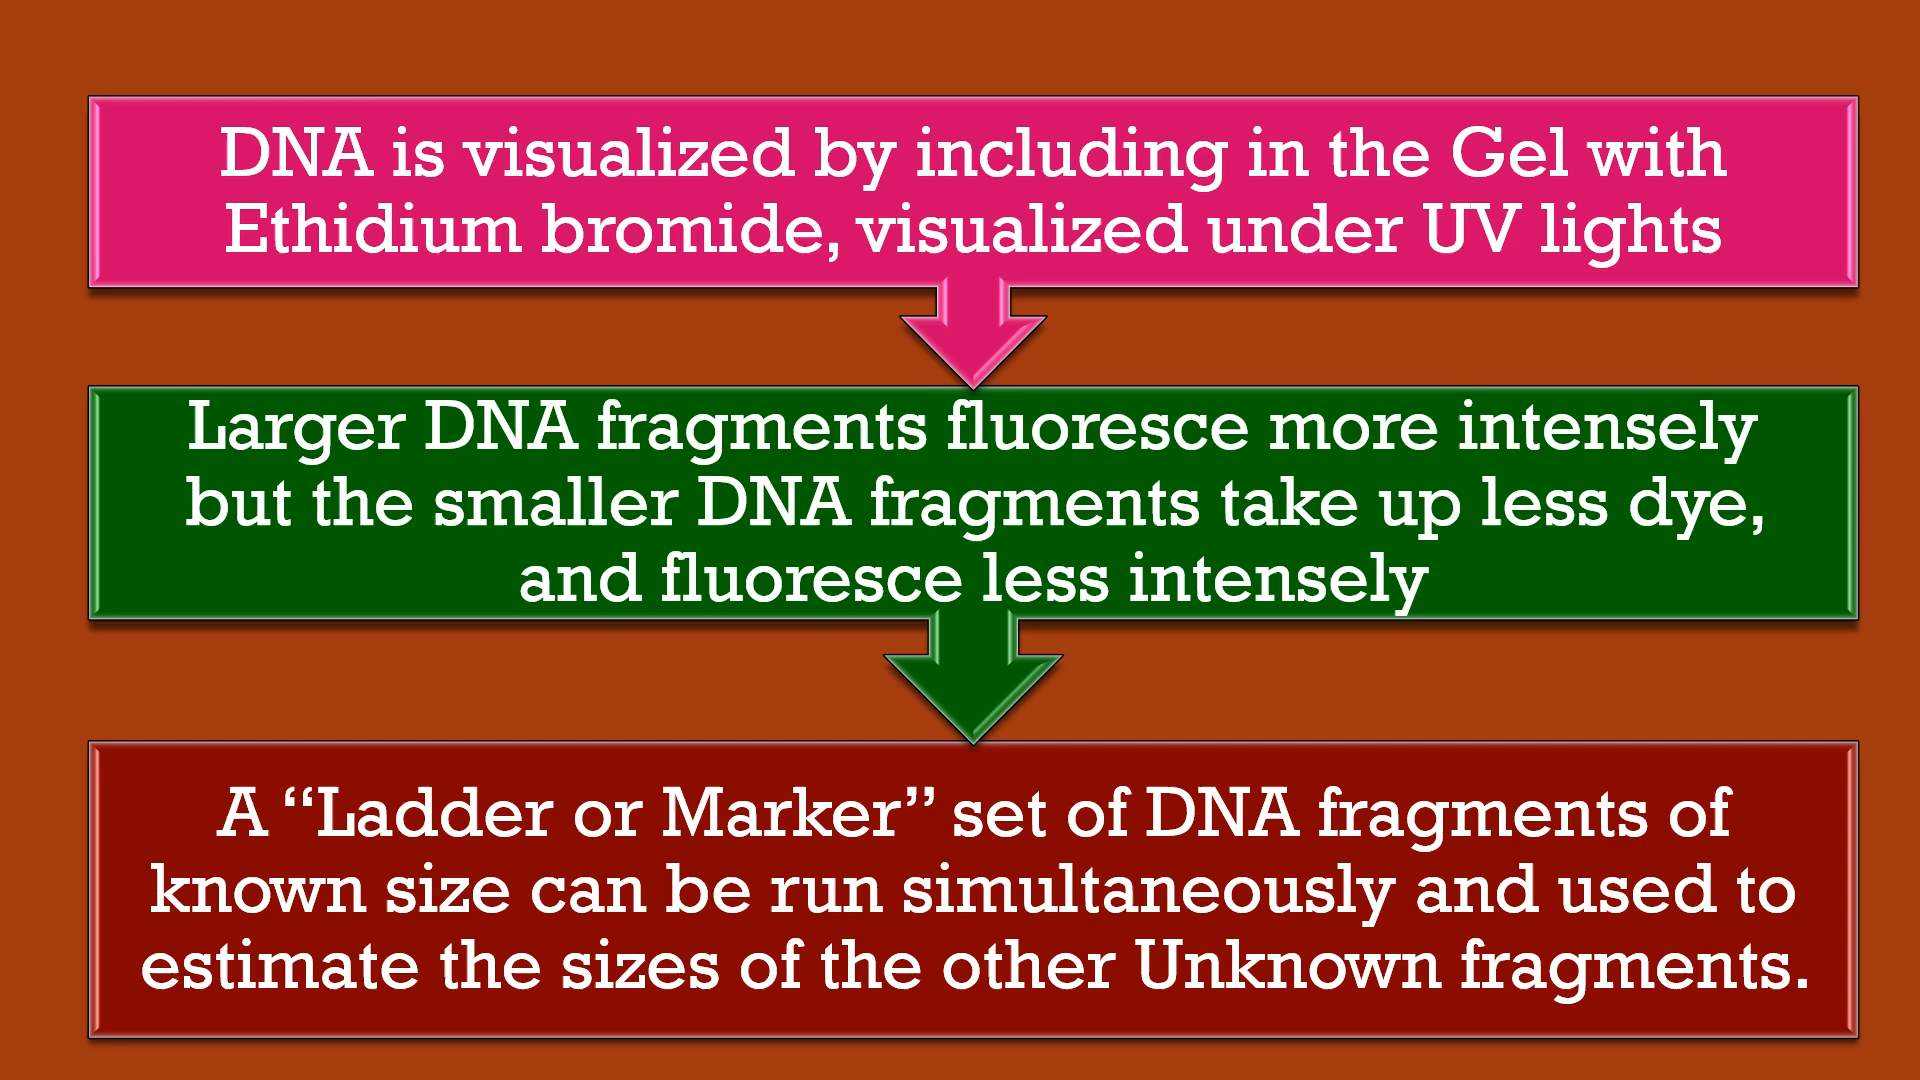 DNA is visualized by including in the Gel with
Ethidium bromide, visualized under UV lights
Larger DNA fragments fluoresce more intensely
but the smaller DNA fragments take up less dye,
and fluoresce less intensely
A “Ladder or Marker” set of DNA fragments of
known size can be run simultaneously and used to
estimate the sizes of the other Unknown fragments.